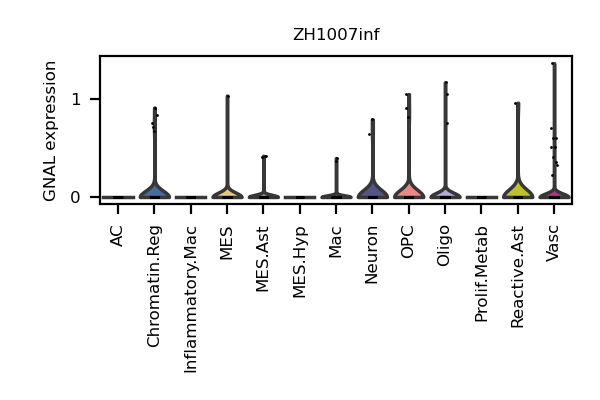 ZH1007inf
GNAL expression
1
0
AC
Chromatin.Reg
Inflammatory.Mac
MES
MES.Ast
MES.Hyp
Mac
Neuron
OPC
Oligo
Prolif.Metab
Reactive.Ast
Vasc